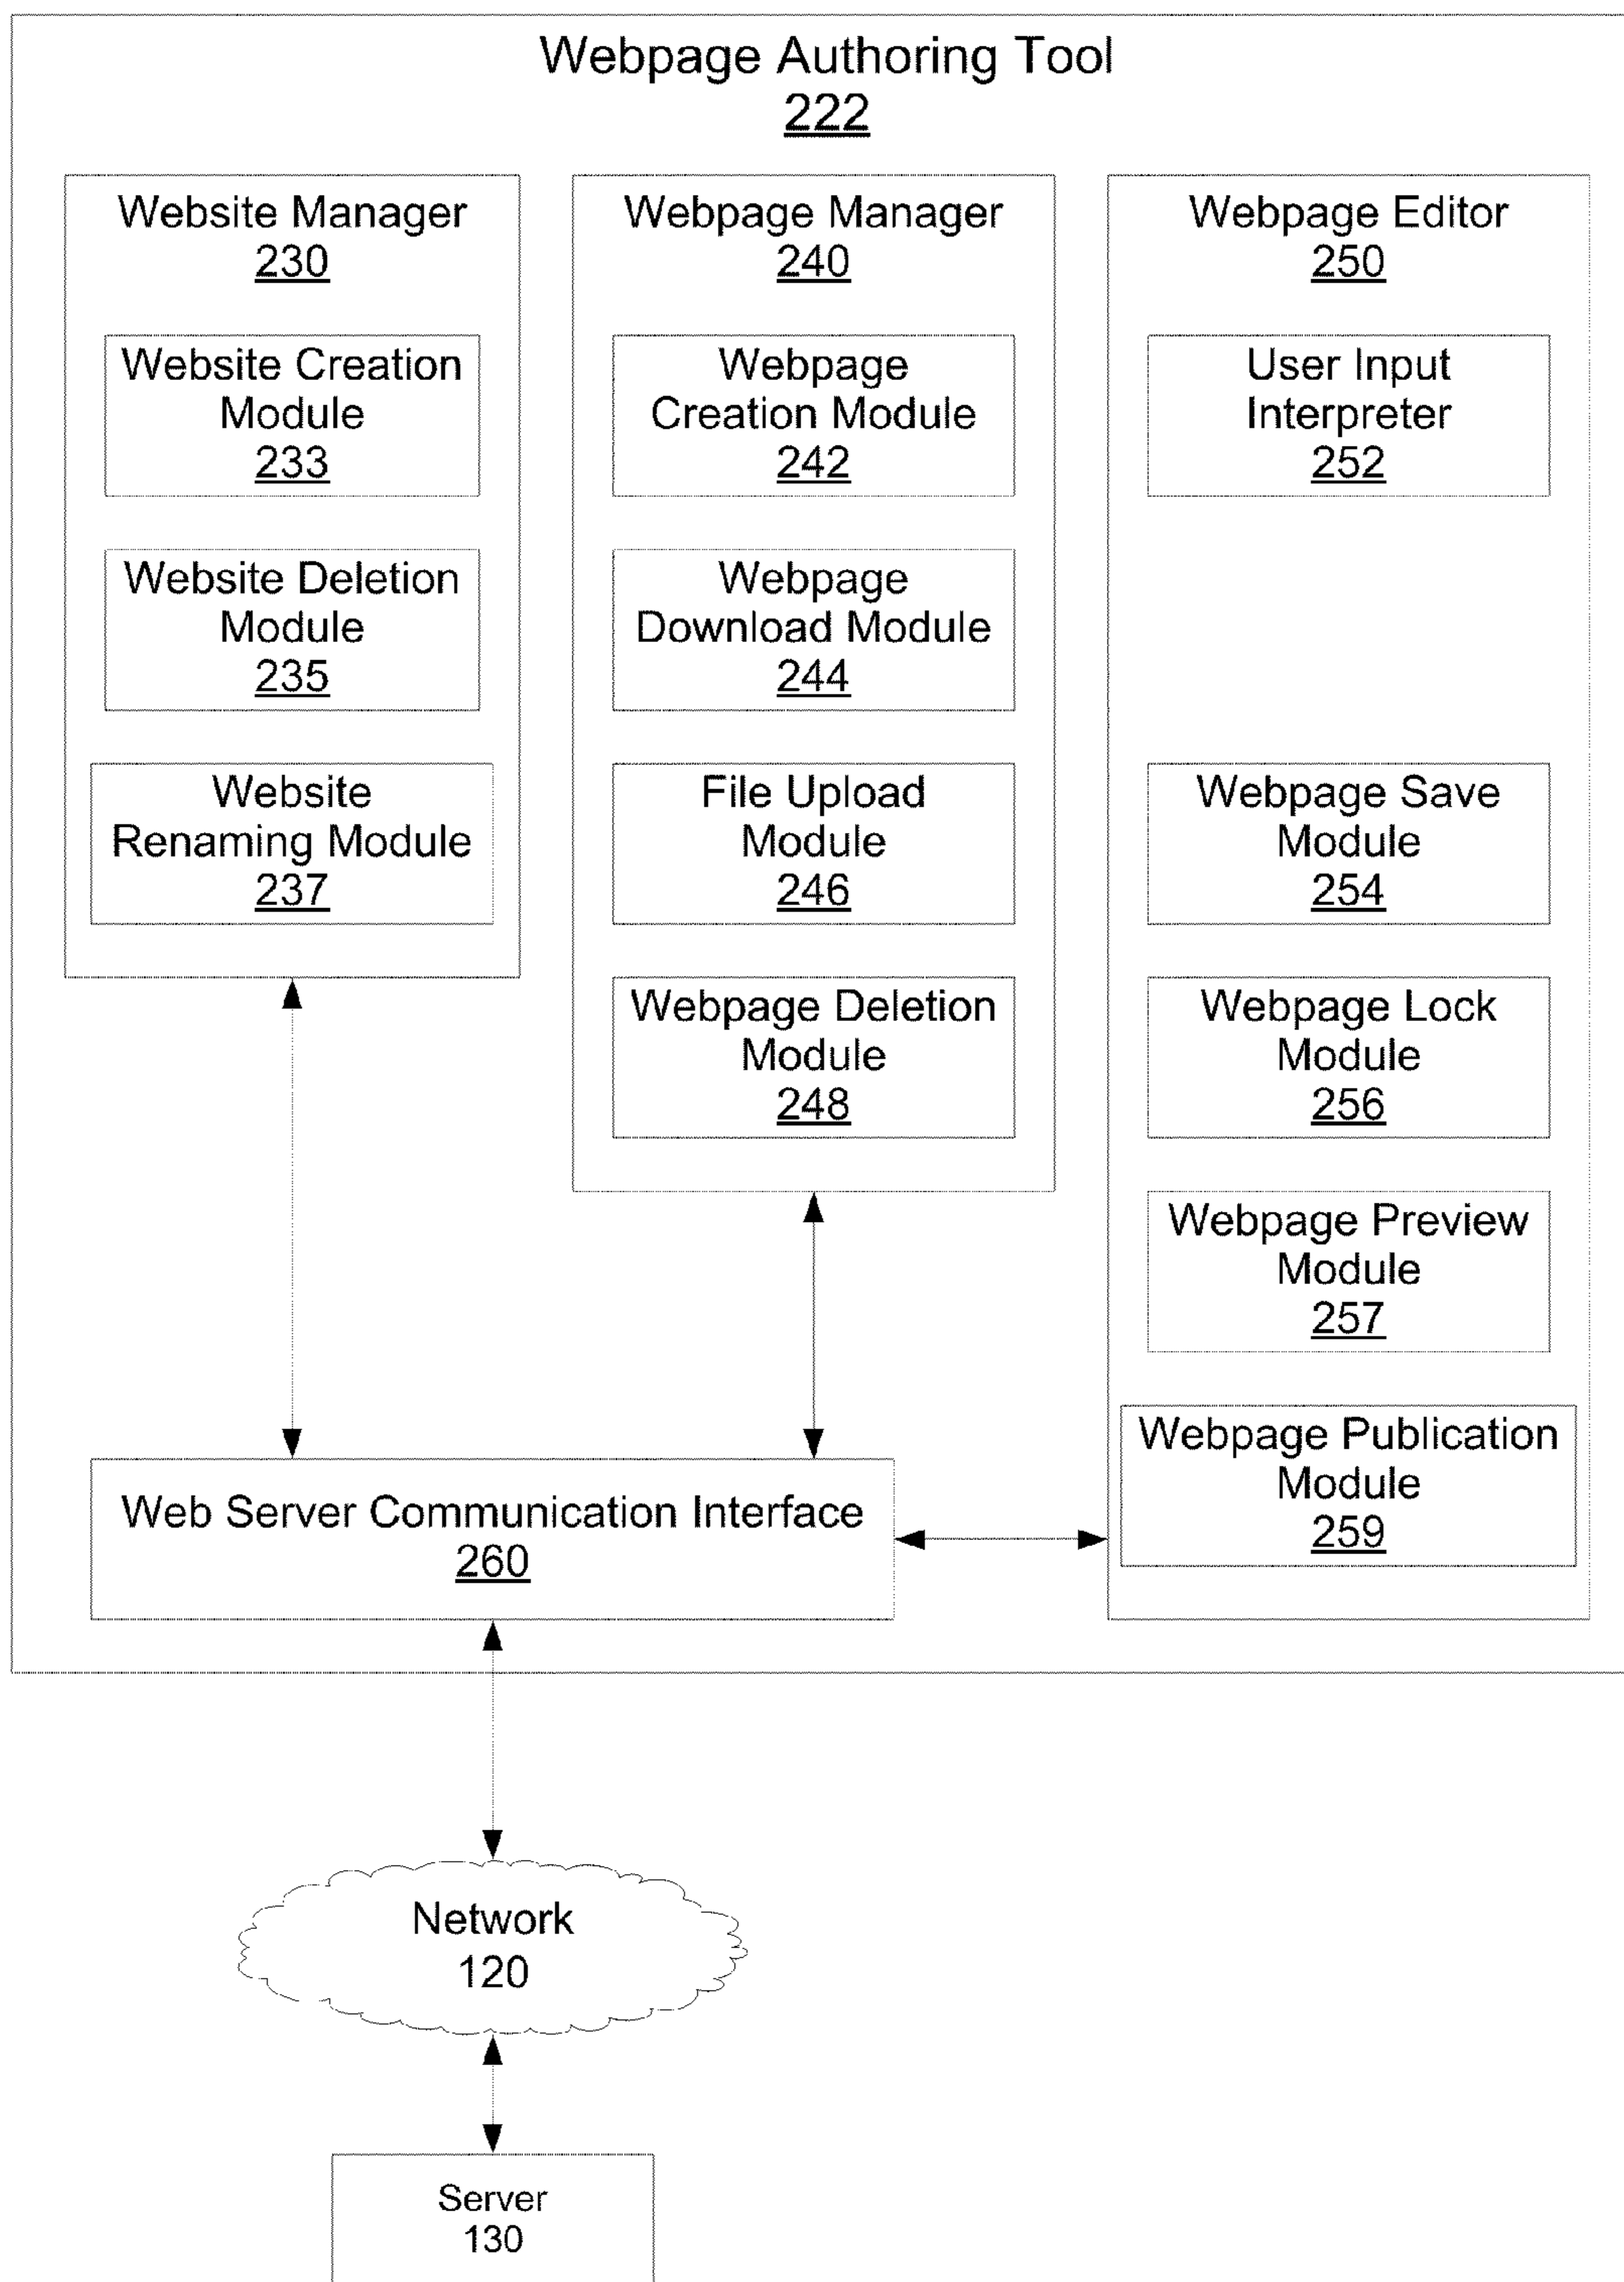 Webpage Authoring Tool
222
Website Manager
230
Website Creation
Module
233
Website Deletion
Module
235
Website
Renaming Module
237
Webpage Manager
240
Webpage
Creation Module
242
Webpage
Download Module
244
File Upload
Module
246
Webpage Deletion
Module
248
Webpage Editor
250
User Input
Interpreter
252
Webpage Save
Module
254
Webpage Lock
Module
256
Webpage Preview
Module
257
Webpage Publication
Module
259
Web Server Communication Interface
260
Network
120
Server
130